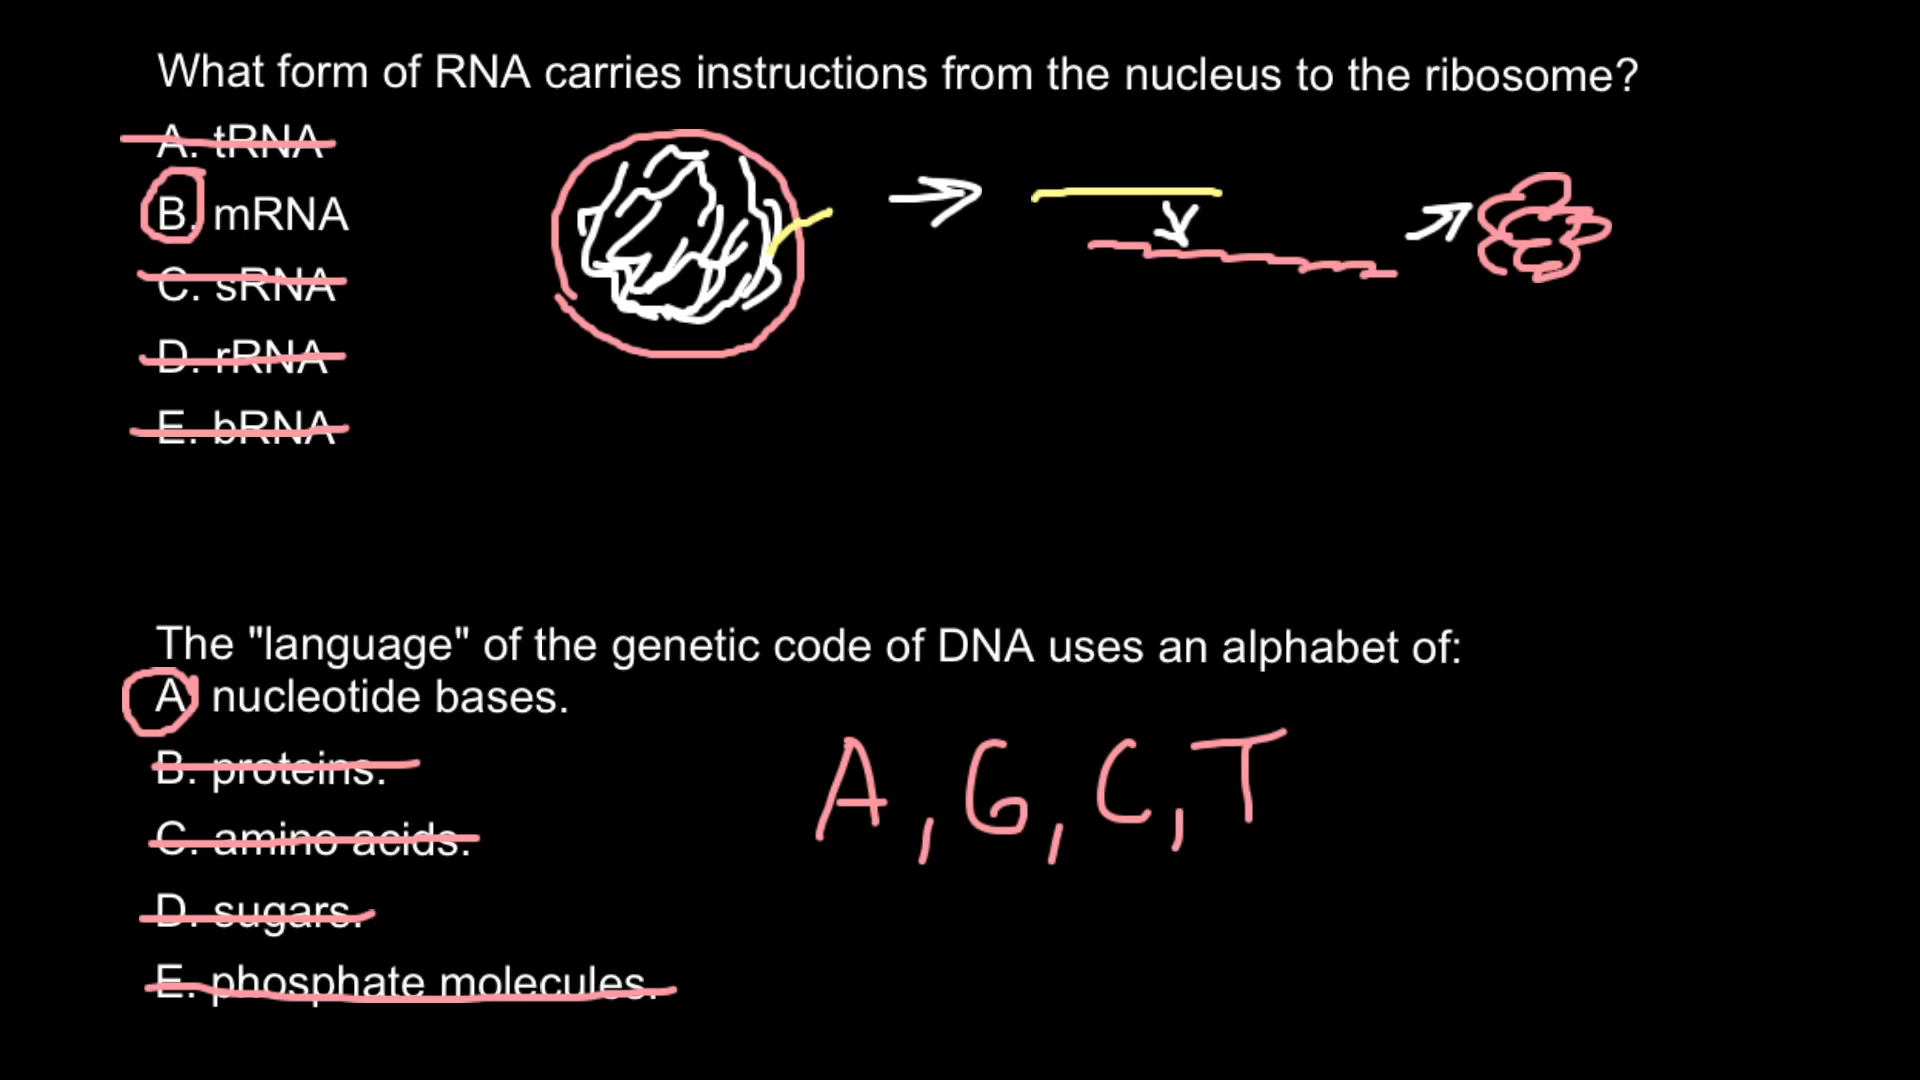 What form of RNA carries instructions from the nucleus to the ribosome?
A. tRNA
B. mRNA
C. sRNA
D. rRNA
E. bRNA
The "language" of the genetic code of DNA uses an alphabet of:
A nucleotide bases.
B. proteins.
A, G, C, T
C. amino acids.
D. sugars.
E. phosphate molecules.